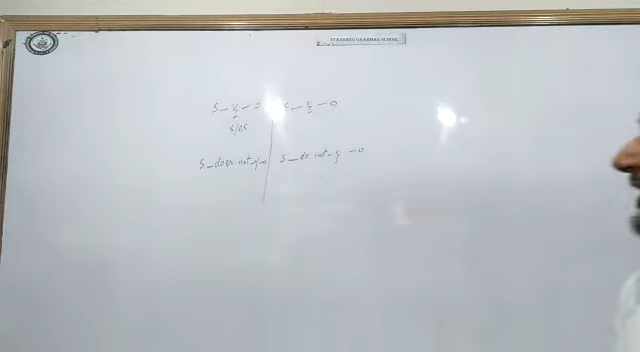 STANDARD GRAMMAR SCHOOL
S – V₁ – O S – V₁ – O
s/es
S – does not – V₁ – O S – do not – V₁ – O